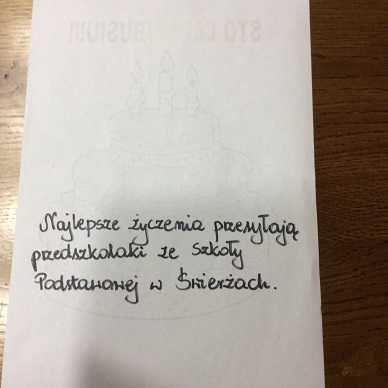 Najlepsze życzenia przesyłają
przedszkolaki ze Szkoły
Podstawowej w Świerżach.